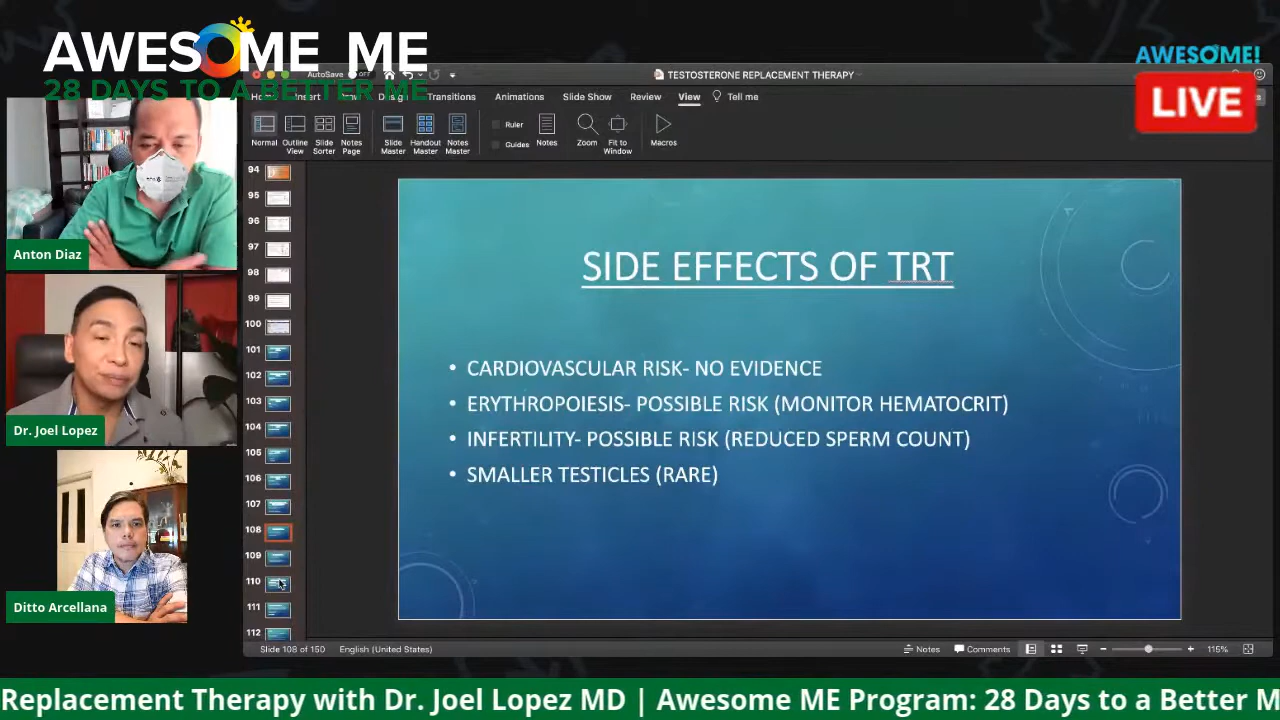 AWESOME ME
28 DAYS TO A BETTER ME
AWESOME!
LIVE
AutoSave OFF
TESTOSTERONE REPLACEMENT THERAPY
Insert
Transitions
Animations
Slide Show
Review
View
Tell me
Normal
Outline View
Slide Sorter
Notes Page
Slide Master
Handout Master
Notes Master
Ruler
Guides
Notes
Zoom
Fit to Window
Macros
94
95
96
97
98
99
100
101
102
103
104
105
106
107
108
109
110
111
112
SIDE EFFECTS OF TRT
• CARDIOVASCULAR RISK- NO EVIDENCE
• ERYTHROPOIESIS- POSSIBLE RISK (MONITOR HEMATOCRIT)
• INFERTILITY- POSSIBLE RISK (REDUCED SPERM COUNT)
• SMALLER TESTICLES (RARE)
Anton Diaz
Dr. Joel Lopez
Ditto Arcellana
Slide 108 of 150
English (United States)
Notes
Comments
115%
Replacement Therapy with Dr. Joel Lopez MD | Awesome ME Program: 28 Days to a Better M